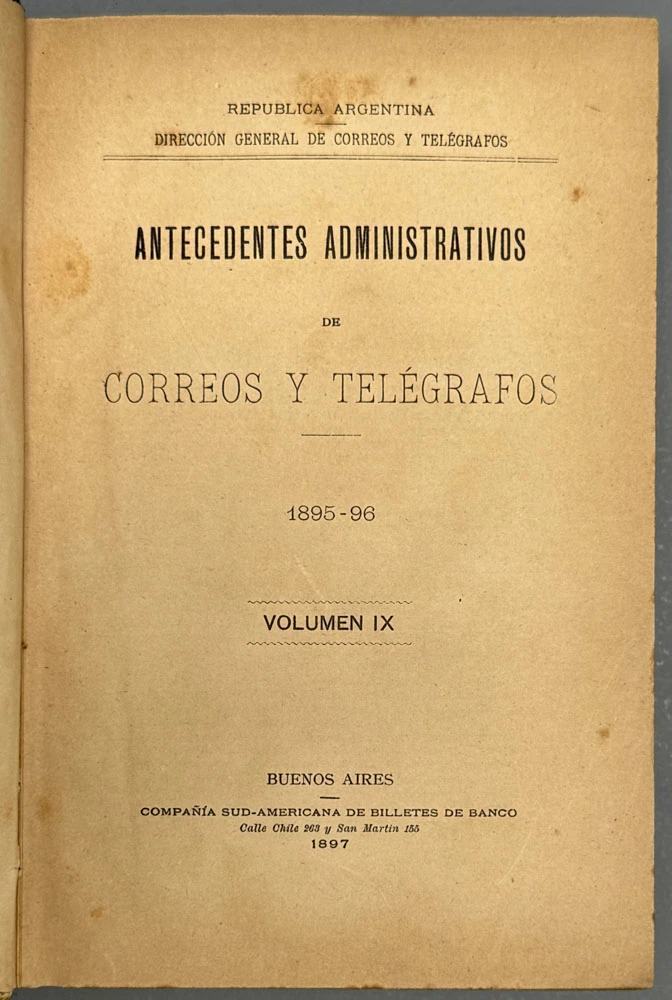 REPUBLICA ARGENTINA
DIRECCIÓN GENERAL DE CORREOS Y TELÉGRAFOS
ANTECEDENTES ADMINISTRATIVOS
DE
CORREOS Y TELÉGRAFOS
1895-96
VOLUMEN IX
BUENOS AIRES
COMPAÑÍA SUD-AMERICANA DE BILLETES DE BANCO
Calle Chile 263 y San Martin 155
1897